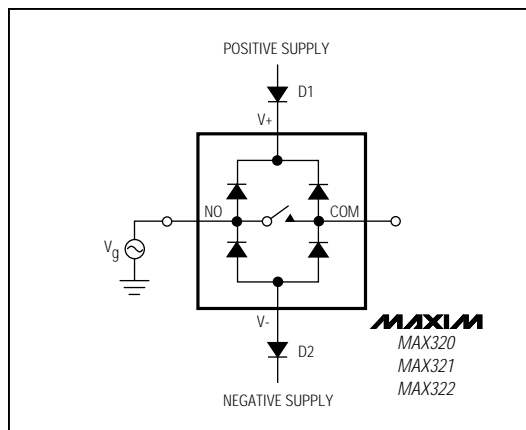 POSITIVE SUPPLY
D1
V+
NO
COM
Vg
V-
MAXIM
D2
MAX320
MAX321
MAX322
NEGATIVE SUPPLY